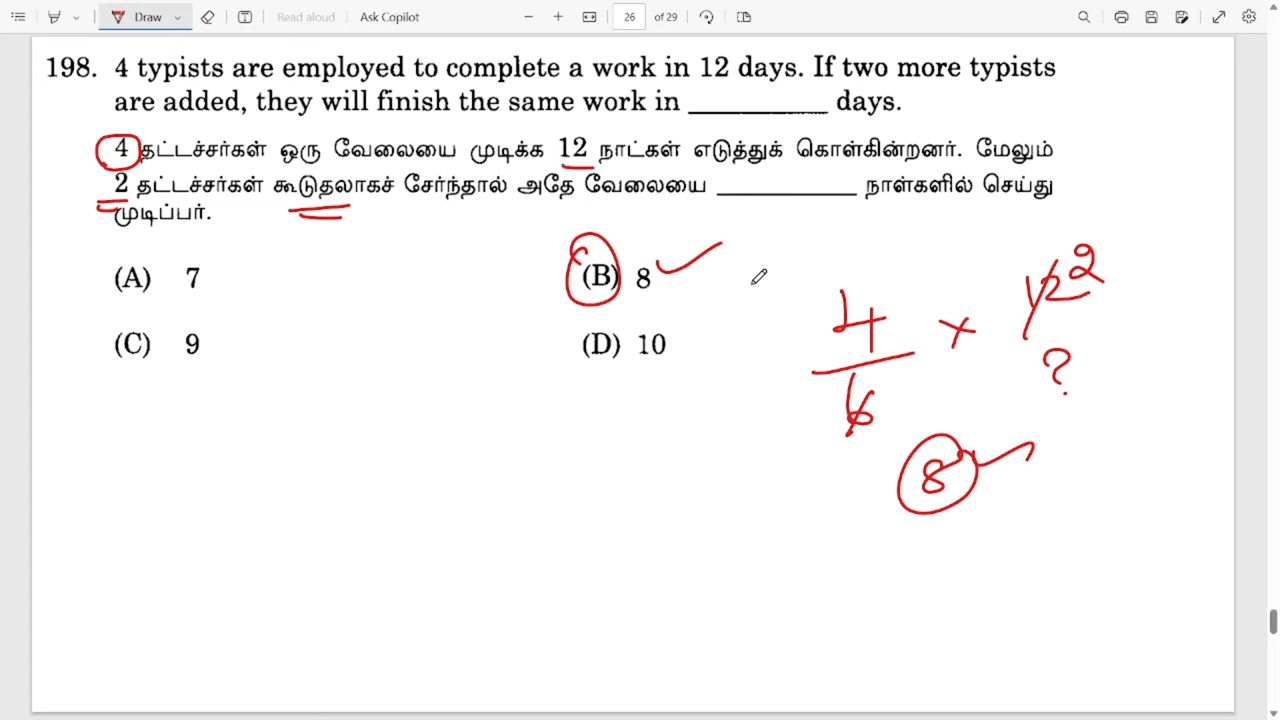 Draw
Read aloud
Ask Copilot
26
of 29
198. 4 typists are employed to complete a work in 12 days. If two more typists
are added, they will finish the same work in __________ days.
4 தட்டச்சர்கள் ஒரு வேலையை முடிக்க 12 நாட்கள் எடுத்துக் கொள்கின்றனர். மேலும்
2 தட்டச்சர்கள் கூடுதலாகச் சேர்ந்தால் அதே வேலையை __________ நாள்களில் செய்து
முடிப்பர்.
(A) 7
(B) 8
(C) 9
(D) 10
4 × 12 2
6 ?
8